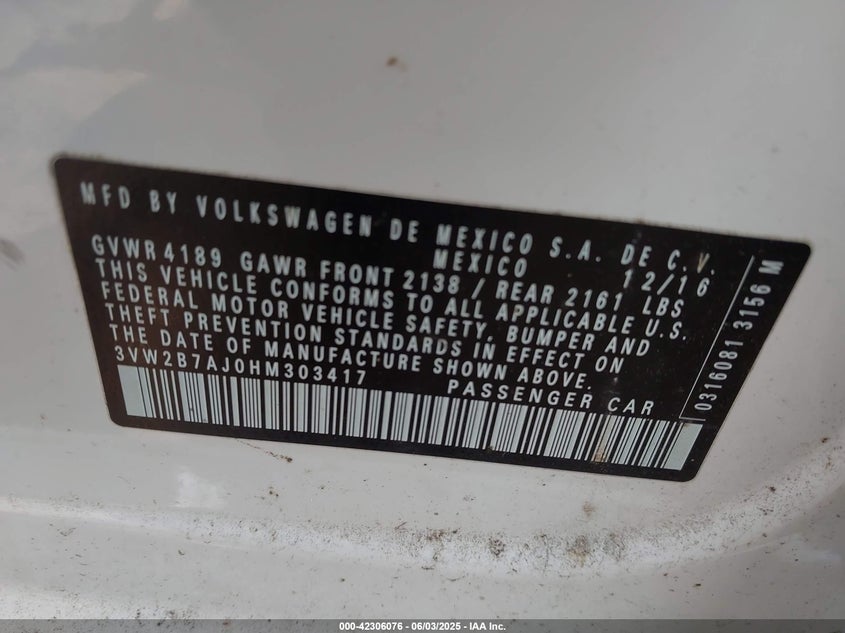 MFD BY VOLKSWAGEN DE MEXICO S.A. DE C.V.
MEXICO 12/16
GVWR 4189 GAWR FRONT 2138 / REAR 2161 LBS
THIS VEHICLE CONFORMS TO ALL APPLICABLE U.S.
FEDERAL MOTOR VEHICLE SAFETY, BUMPER AND
THEFT PREVENTION STANDARDS IN EFFECT ON
THE DATE OF MANUFACTURE SHOWN ABOVE.
3VW2B7AJ0HM303417 PASSENGER CAR
0316081 3156 M
000-42306076 | 06/03/2025 - IAA Inc.